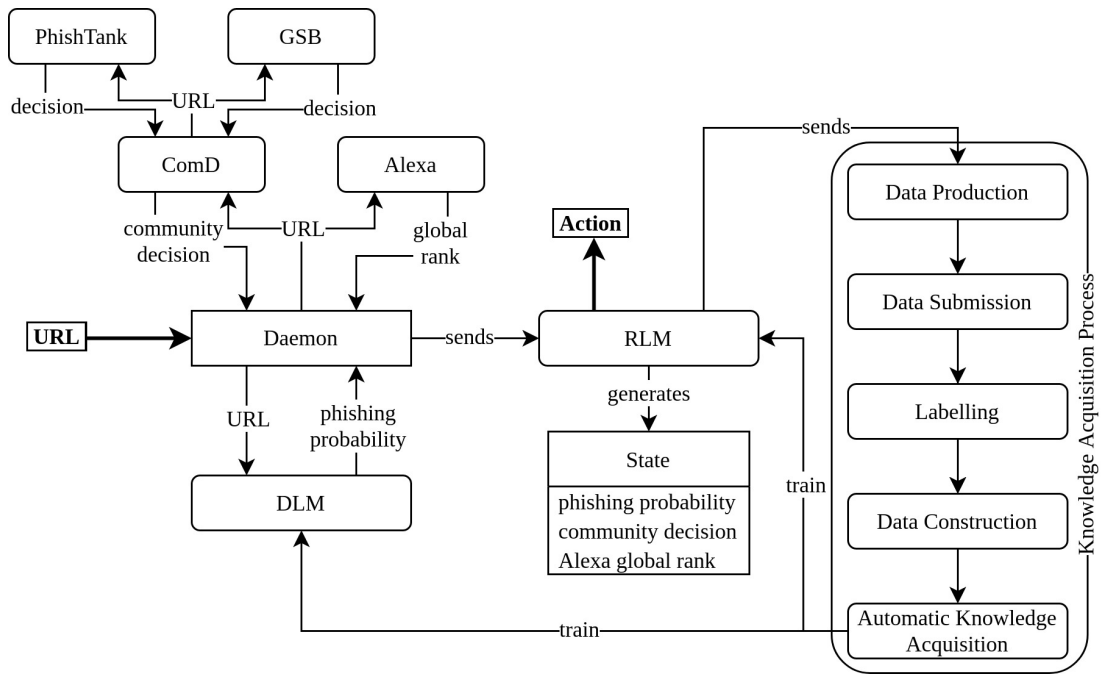 PhishTank
GSB
decision
URL
decision
ComD
Alexa
sends
Data Production
community
decision
URL
global
rank
Action
Data Submission
URL
Daemon
sends
RLM
Knowledge Acquisition Process
URL
phishing
probability
generates
Labelling
State
DLM
phishing probability
community decision
Alexa global rank
train
Data Construction
train
Automatic Knowledge
Acquisition